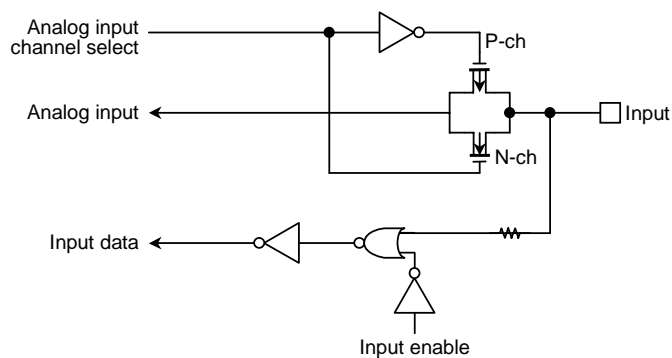 Analog input
channel select
P-ch
Analog input
Input
N-ch
Input data
Input enable